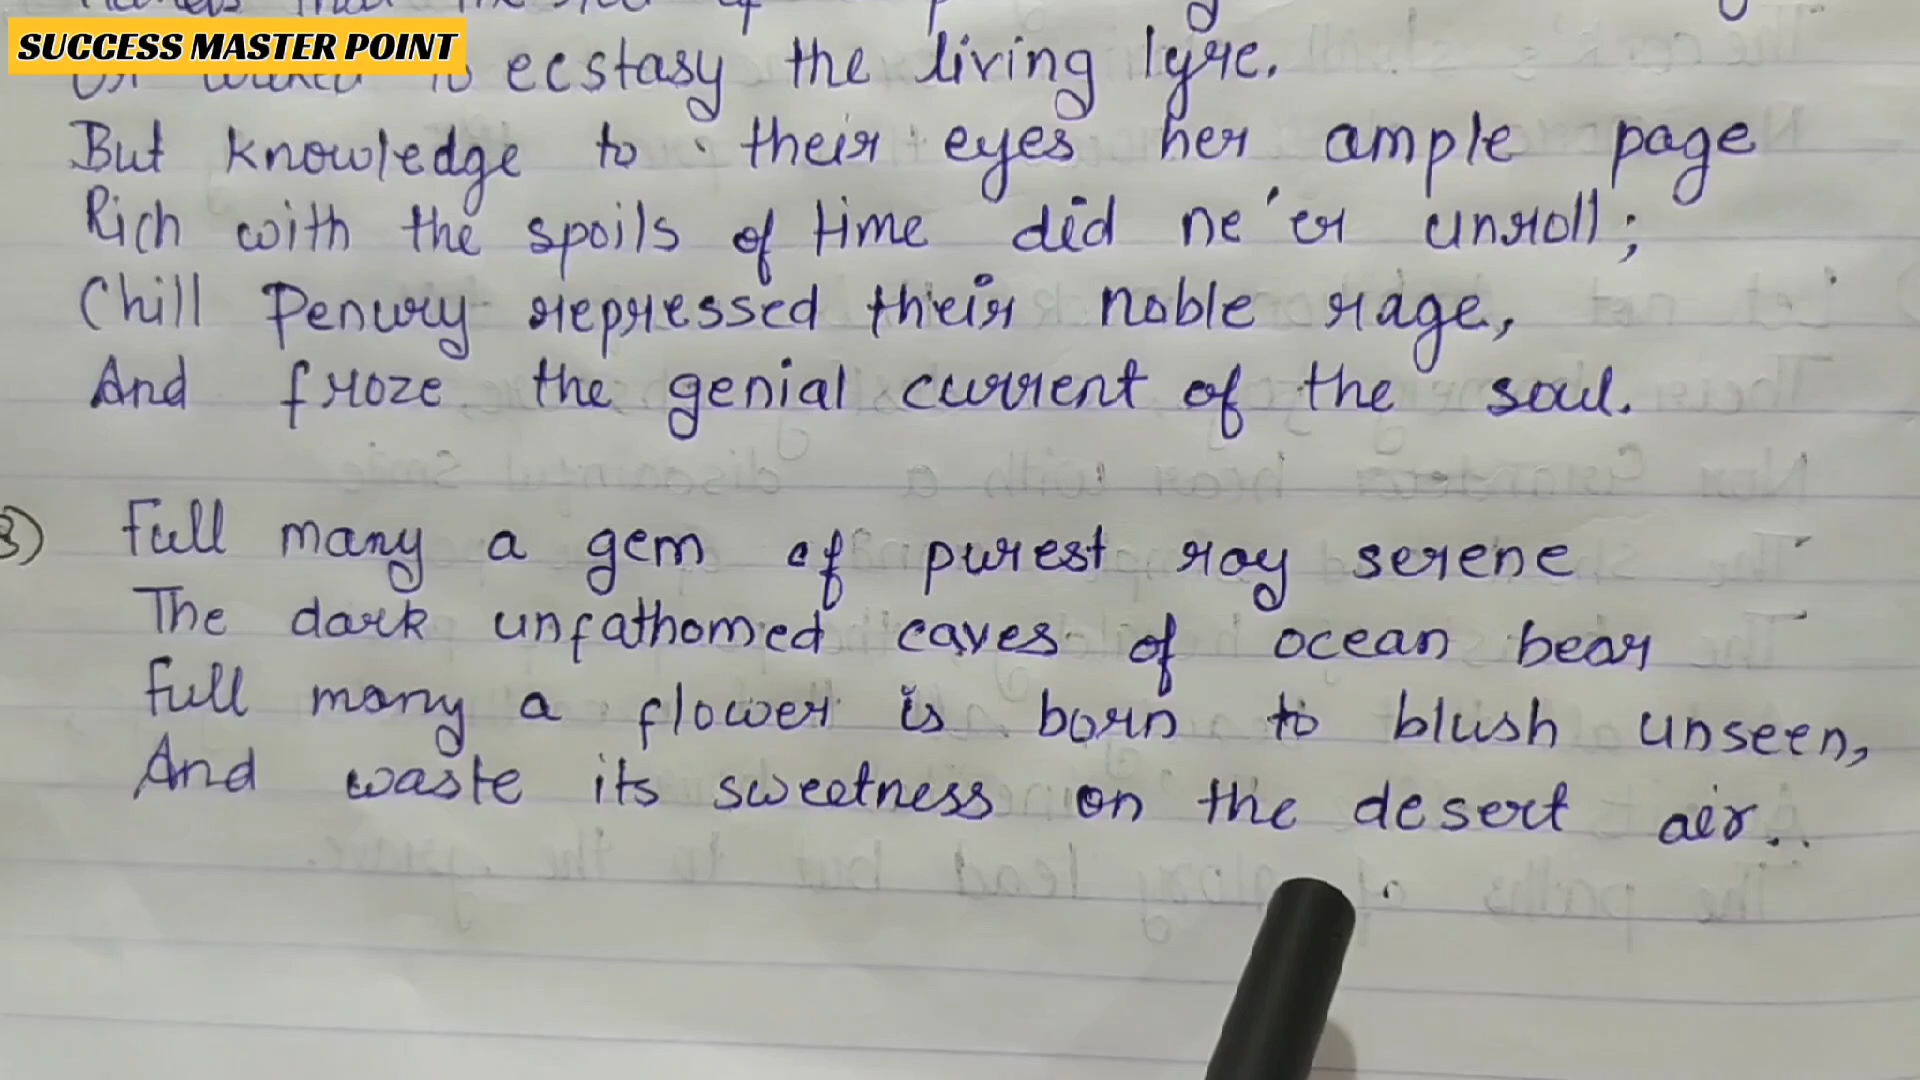 SUCCESS MASTER POINT
to ecstasy the living lyre.
But knowledge to their eyes her ample page
Rich with the spoils of time did ne'er unroll;
Chill Penury repressed their noble rage,
And froze the genial current of the soul.
3) Full many a gem of purest ray serene
The dark unfathomed caves of ocean bear
Full many a flower is born to blush unseen,
And waste its sweetness on the desert air.